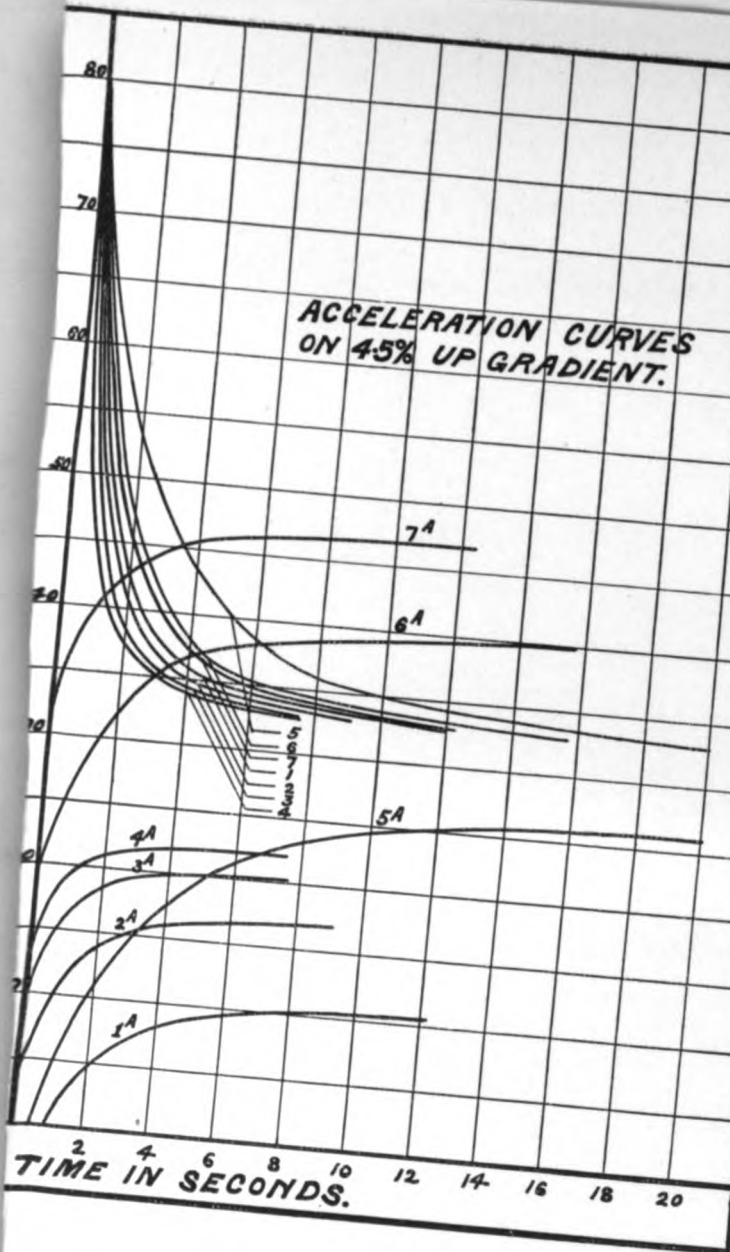 80
70
60
50
ACCELERATION CURVES
ON 4·5% UP GRADIENT.
7A
6A
5
6
7
1
2
3
4
5A
4A
3A
2A
1A
2 4 6 8 10 12 14 16 18 20
TIME IN SECONDS.